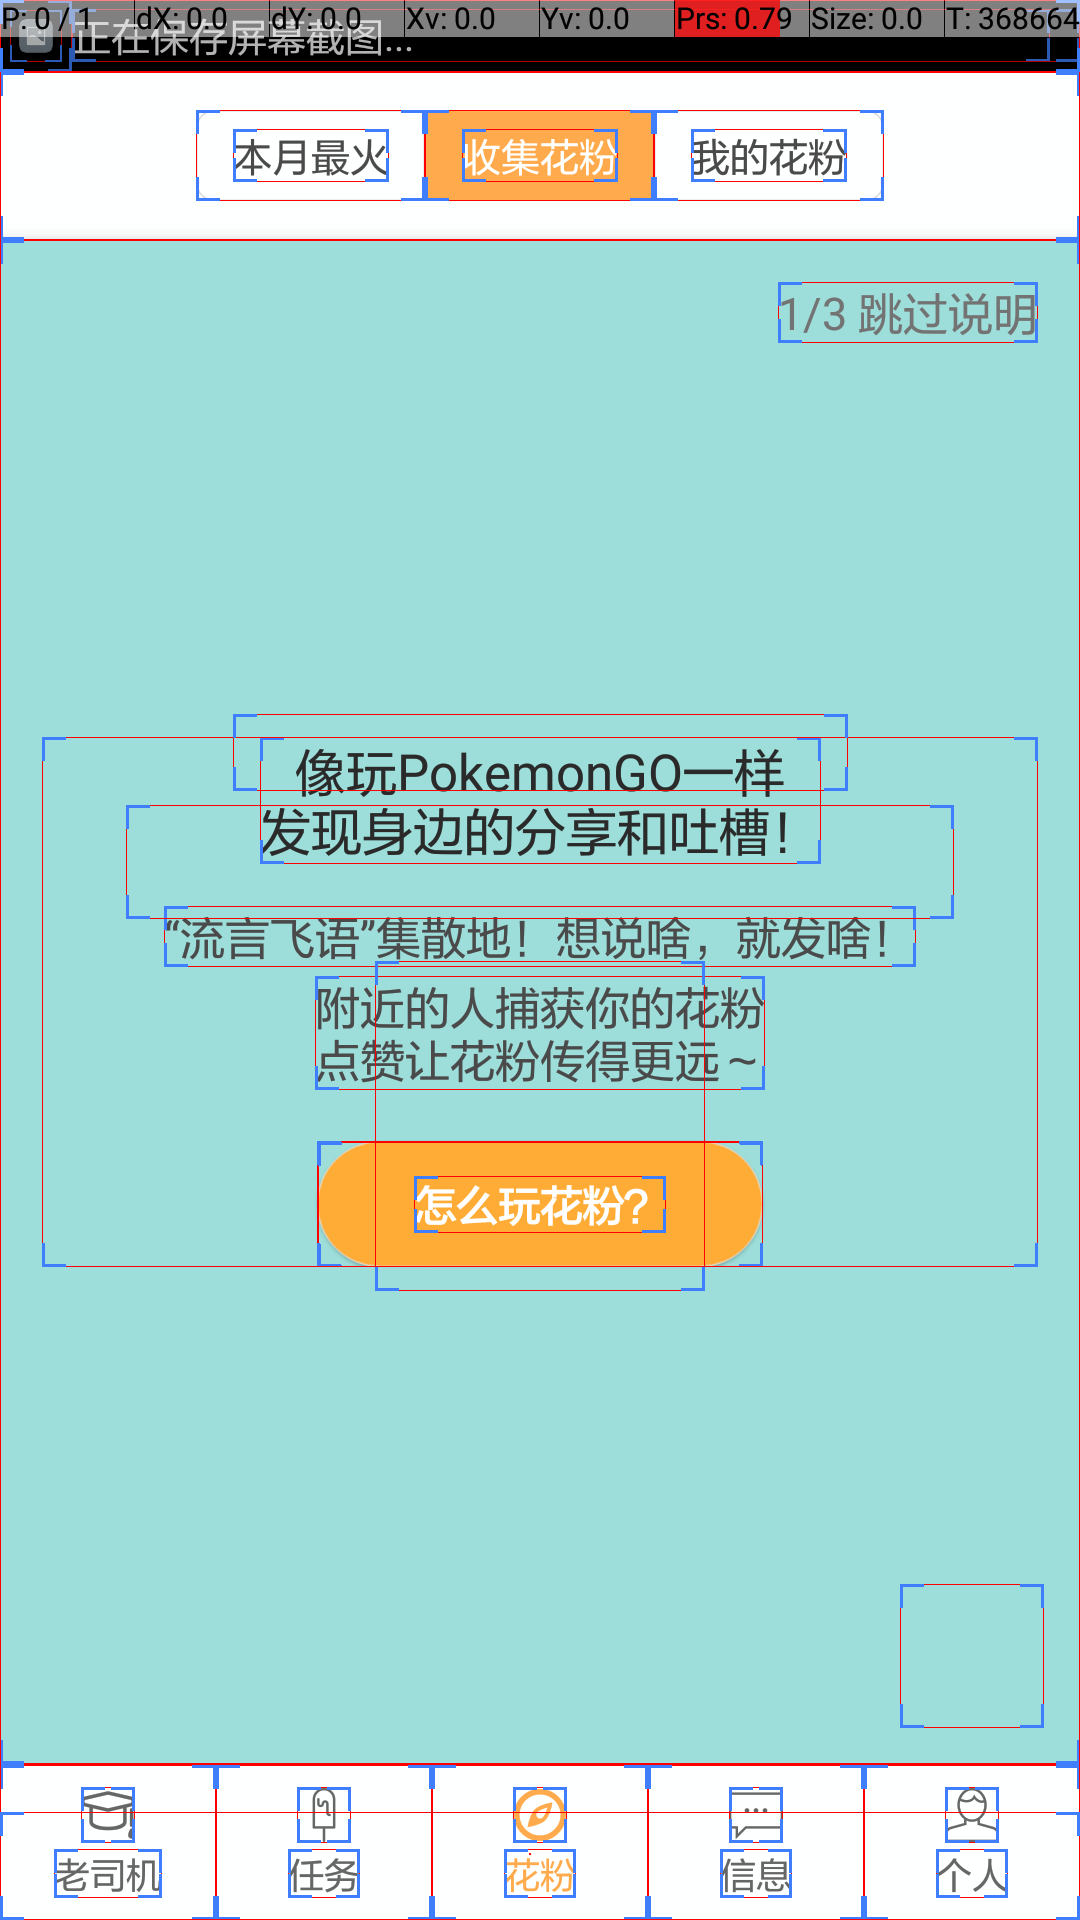 P: 0 / 1 dX: 0.0 dY: 0.0 Xv: 0.0 Yv: 0.0 Prs: 0.79 Size: 0.0 T: 368664
正在保存屏幕截图...
本月最火 收集花粉 我的花粉
1/3 跳过说明
像玩PokemonGO一样
发现身边的分享和吐槽！
“流言飞语”集散地！想说啥，就发啥！
附近的人捕获你的花粉
点赞让花粉传得更远～
怎么玩花粉？
老司机 任务 花粉 信息 个人